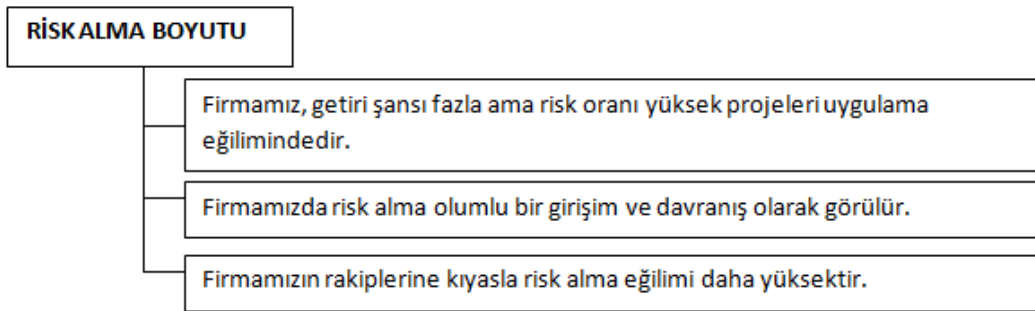 RİSK ALMA BOYUTU
Firmamız, getiri şansı fazla ama risk oranı yüksek projeleri uygulama
eğilimindedir.
Firmamızda risk alma olumlu bir girişim ve davranış olarak görülür.
Firmamızın rakiplerine kıyasla risk alma eğilimi daha yüksektir.